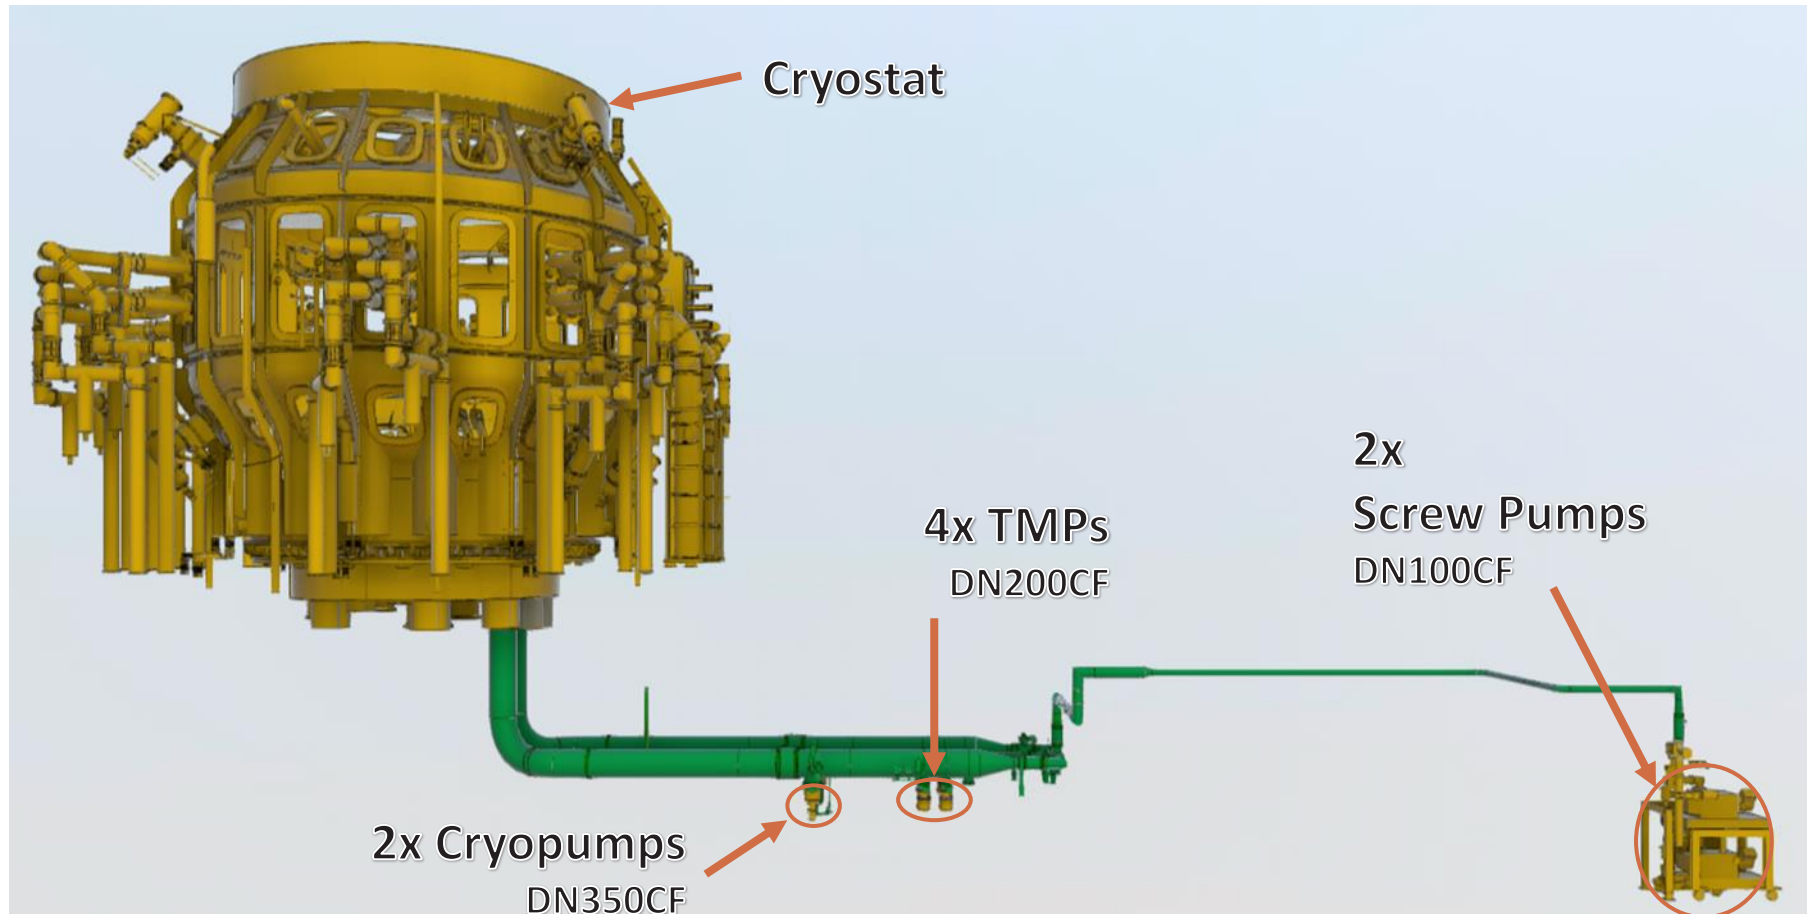 Cryostat
4x TMPs
DN200CF
2x
Screw Pumps
DN100CF
2x Cryopumps
DN350CF